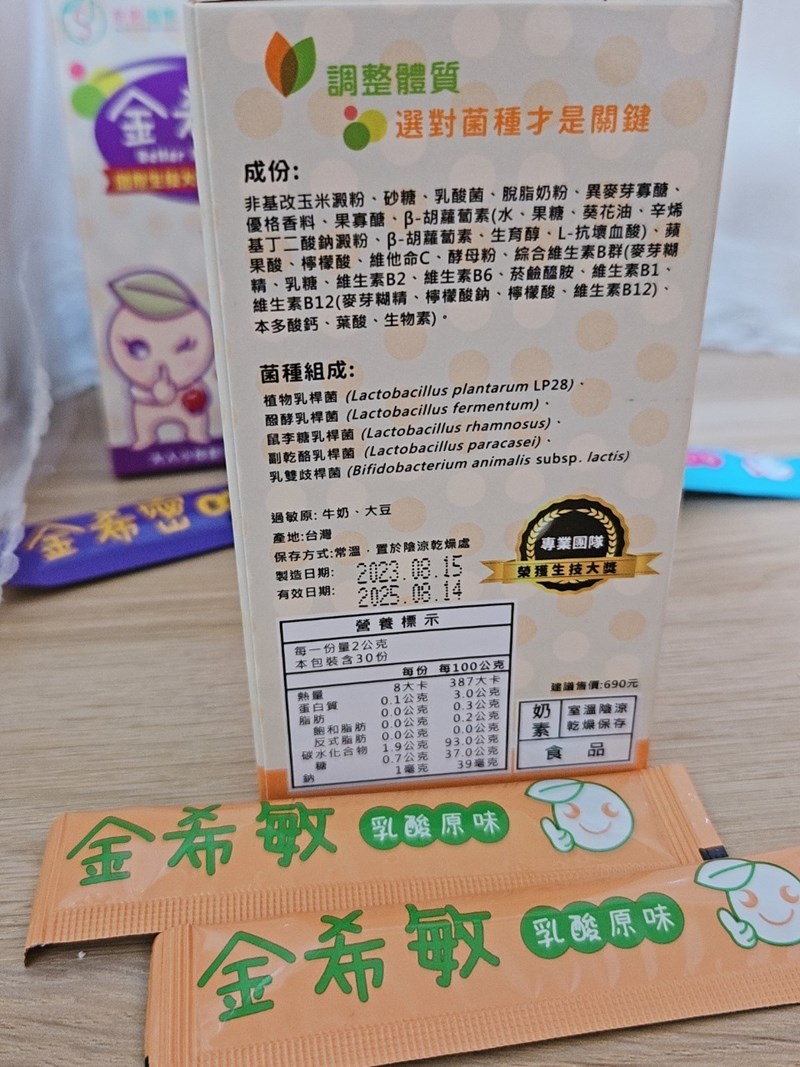 金希
調整體質
選對菌種才是關鍵
成份:
非基改玉米澱粉、砂糖、乳酸菌、脫脂奶粉、異麥芽寡醣、
優格香料、果寡醣、β-胡蘿蔔素(水、果糖、葵花油、辛烯
基丁二酸鈉澱粉、β-胡蘿蔔素、生育醇、L-抗壞血酸)、蘋
果酸、檸檬酸、維他命C、酵母粉、綜合維生素B群(麥芽糊
精、乳糖、維生素B2、維生素B6、菸鹼醯胺、維生素B1、
維生素B12(麥芽糊精、檸檬酸鈉、檸檬酸、維生素B12)、
本多酸鈣、葉酸、生物素)。
菌種組成:
植物乳桿菌 (Lactobacillus plantarum LP28)、
醱酵乳桿菌 (Lactobacillus fermentum)、
鼠李糖乳桿菌 (Lactobacillus rhamnosus)、
副乾酪乳桿菌 (Lactobacillus paracasei)、
乳雙歧桿菌 (Bifidobacterium animalis subsp. lactis)
過敏原: 牛奶、大豆
產地:台灣
保存方式:常溫，置於陰涼乾燥處
製造日期: 2023.08.15
有效日期: 2025.08.14
專業團隊
榮獲生技大獎
營養標示
每一份量2公克
本包裝含30份
每份 每100公克
熱量 8大卡 387大卡
蛋白質 0.1公克 3.0公克
脂肪 0.0公克 0.3公克
飽和脂肪 0.0公克 0.2公克
反式脂肪 0.0公克 0.0公克
碳水化合物 1.9公克 93.0公克
糖 0.7公克 37.0公克
鈉 1毫克 39毫克
建議售價:690元
奶素 室溫陰涼
乾燥保存
食品
金希密
金希敏 乳酸原味
金希敏 乳酸原味